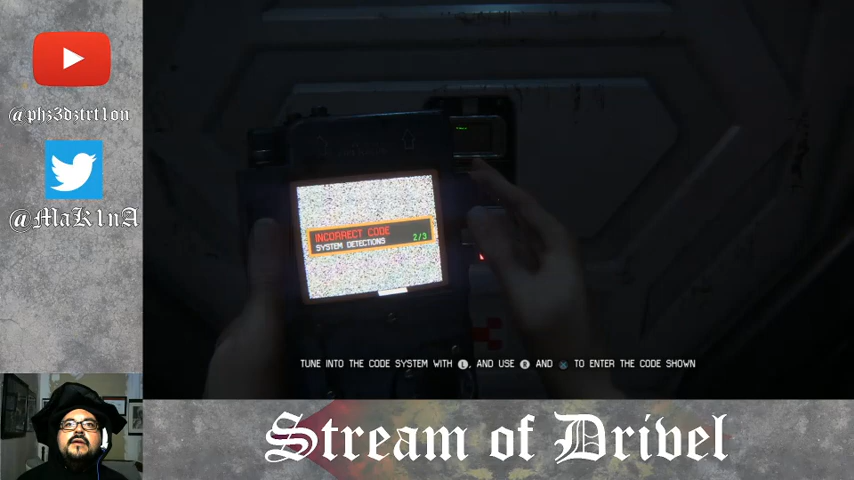 @phz3dztrt1on
@MaK1nA
INCORRECT CODE
SYSTEM DETECTIONS 2/3
TUNE INTO THE CODE SYSTEM WITH L, AND USE R AND X TO ENTER THE CODE SHOWN
Stream of Drivel